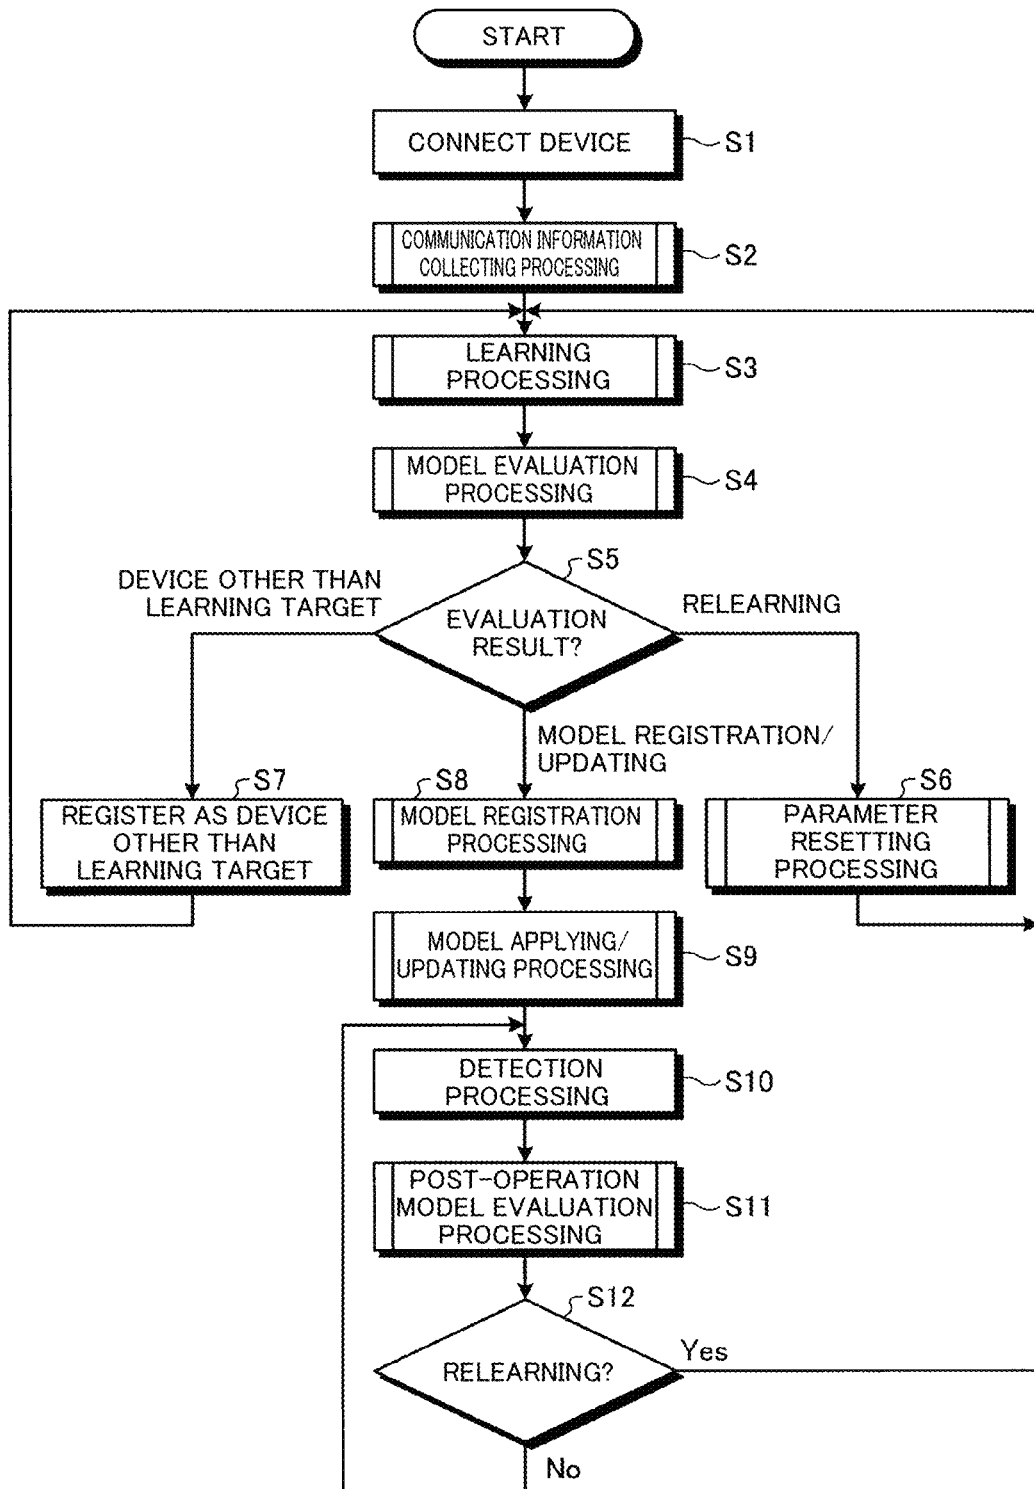 START
CONNECT DEVICE
S1
COMMUNICATION INFORMATION
COLLECTING PROCESSING
S2
LEARNING
PROCESSING
S3
MODEL EVALUATION
PROCESSING
S4
S5
DEVICE OTHER THAN
LEARNING TARGET
EVALUATION
RESULT?
RELEARNING
MODEL REGISTRATION/
UPDATING
S7
REGISTER AS DEVICE
OTHER THAN
LEARNING TARGET
S8
MODEL REGISTRATION
PROCESSING
S6
PARAMETER
RESETTING
PROCESSING
MODEL APPLYING/
UPDATING PROCESSING
S9
DETECTION
PROCESSING
S10
POST-OPERATION
MODEL EVALUATION
PROCESSING
S11
S12
RELEARNING?
Yes
No